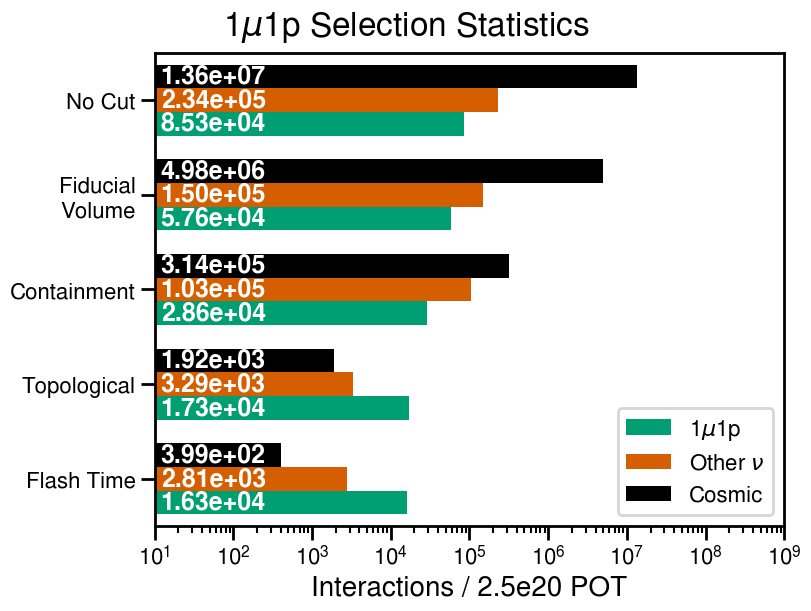 1μ1p Selection Statistics
No Cut
1.36e+07
2.34e+05
8.53e+04
Fiducial
Volume
4.98e+06
1.50e+05
5.76e+04
Containment
3.14e+05
1.03e+05
2.86e+04
Topological
1.92e+03
3.29e+03
1.73e+04
Flash Time
3.99e+02
2.81e+03
1.63e+04
1μ1p
Other ν
Cosmic
10¹ 10² 10³ 10⁴ 10⁵ 10⁶ 10⁷ 10⁸ 10⁹
Interactions / 2.5e20 POT